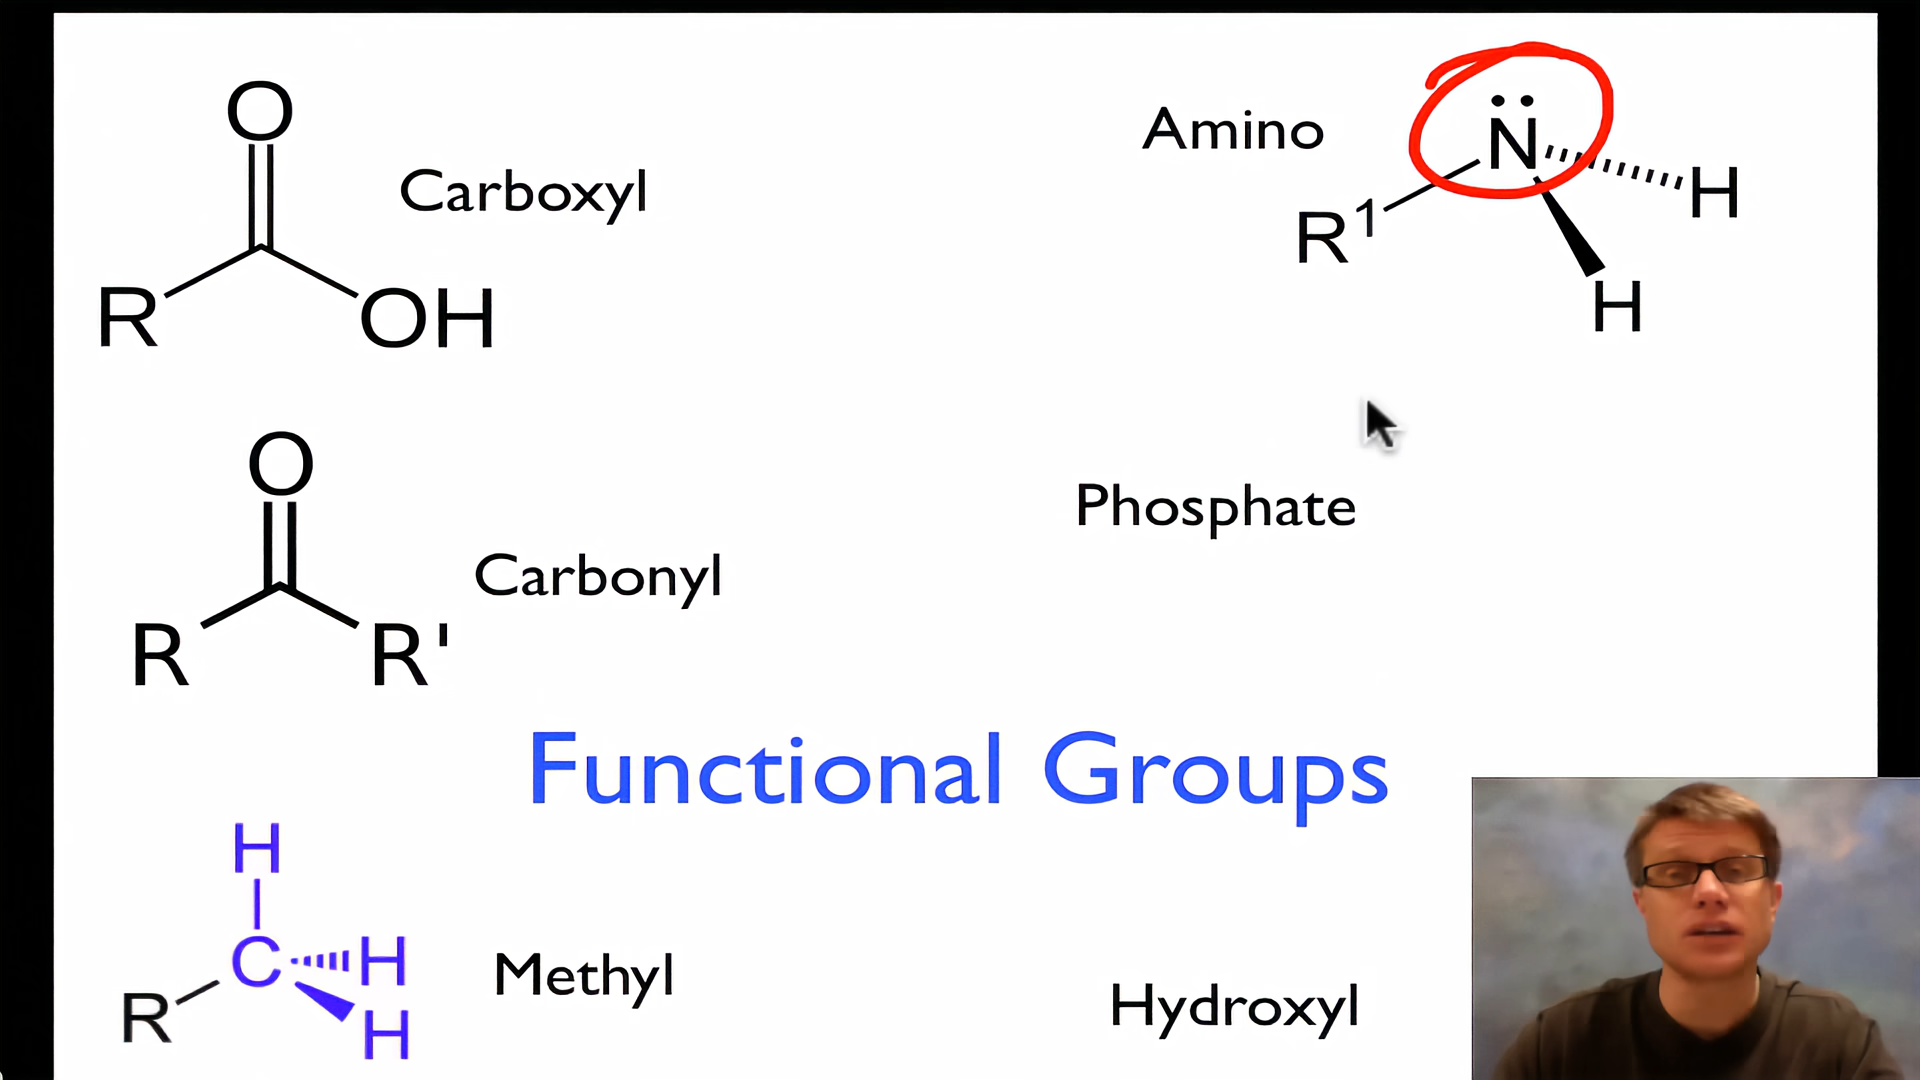 O
Carboxyl
R
OH
Amino
N
H
R¹
H
O
Carbonyl
R
R'
Phosphate
Functional Groups
H
C
H
R
H
Methyl
Hydroxyl